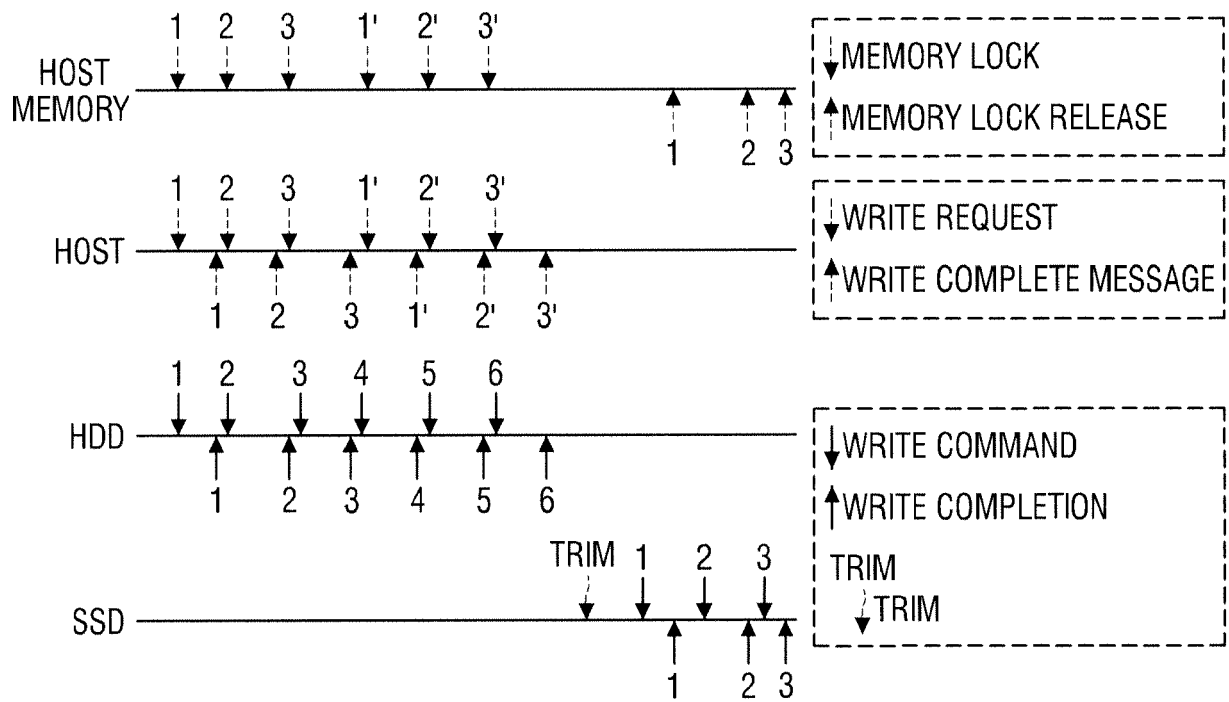 1 2 3 1' 2' 3'
HOST
MEMORY
1 2 3
MEMORY LOCK
MEMORY LOCK RELEASE
1 2 3 1' 2' 3'
HOST
1 2 3 1' 2' 3'
WRITE REQUEST
WRITE COMPLETE MESSAGE
1 2 3 4 5 6
HDD
1 2 3 4 5 6
WRITE COMMAND
WRITE COMPLETION
TRIM
TRIM
TRIM 1 2 3
SSD
1 2 3